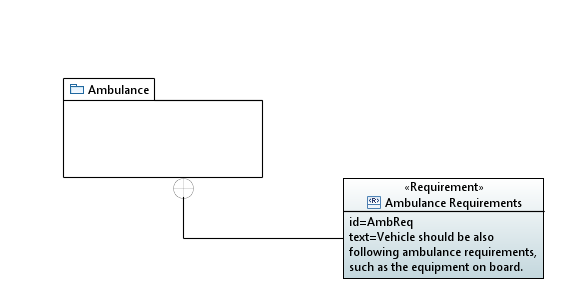 Ambulance
«Requirement»
«R» Ambulance Requirements
id=AmbReq
text=Vehicle should be also
following ambulance requirements,
such as the equipment on board.